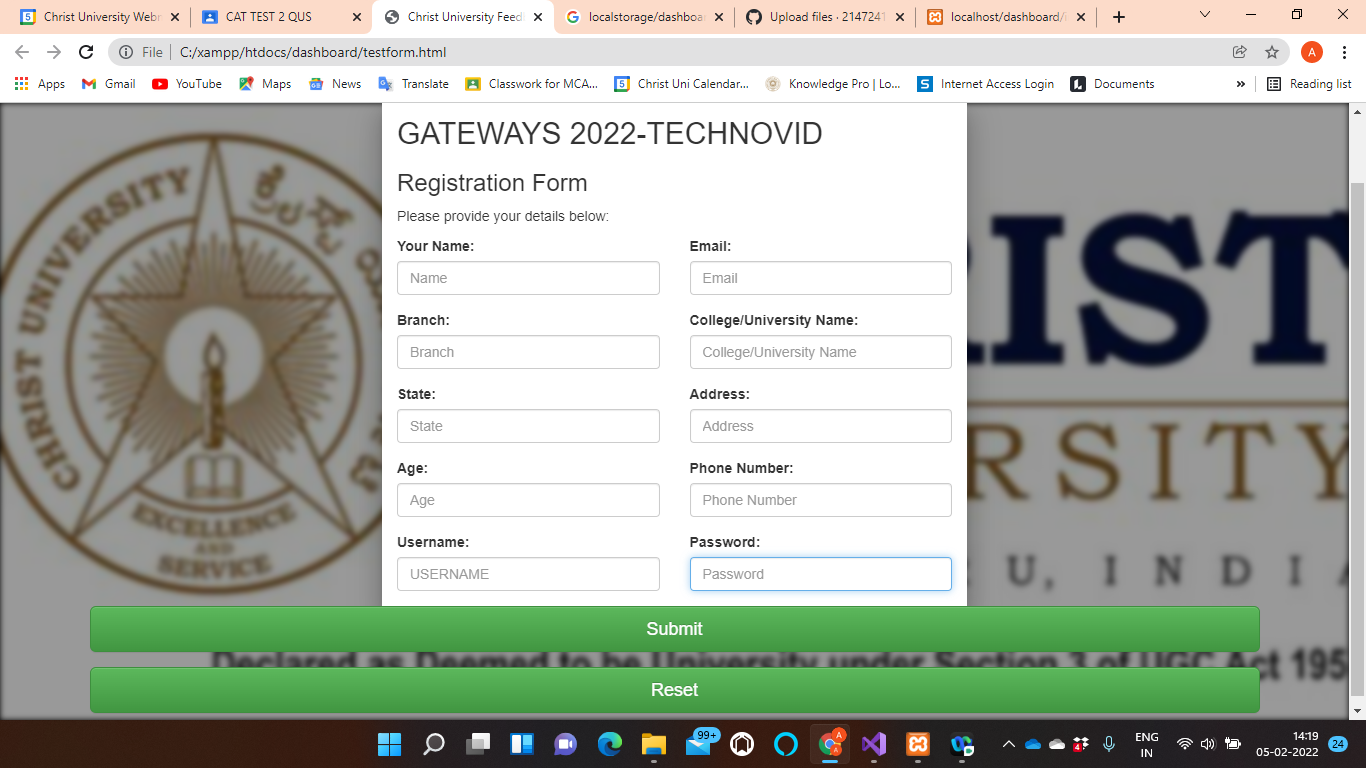 Christ University Webn
CAT TEST 2 QUS
Christ University Feed
localstorage/dashboa
Upload files · 2147241
localhost/dashboard/
File C:/xampp/htdocs/dashboard/testform.html
A
Apps Gmail YouTube Maps News Translate Classwork for MCA... Christ Uni Calendar... Knowledge Pro | Lo... Internet Access Login Documents » Reading list
GATEWAYS 2022-TECHNOVID
Registration Form
Please provide your details below:
Your Name: Email:
Name Email
Branch: College/University Name:
Branch College/University Name
State: Address:
State Address
Age: Phone Number:
Age Phone Number
Username: Password:
USERNAME Password
Submit
Reset
CHRIST UNIVERSITY
EXCELLENCE
AND
SERVICE
RIST
RSITY
U, INDIA
Declared as Deemed to be University under Section 3 of UGC Act 195
99+
ENG
IN
14:19
05-02-2022
24